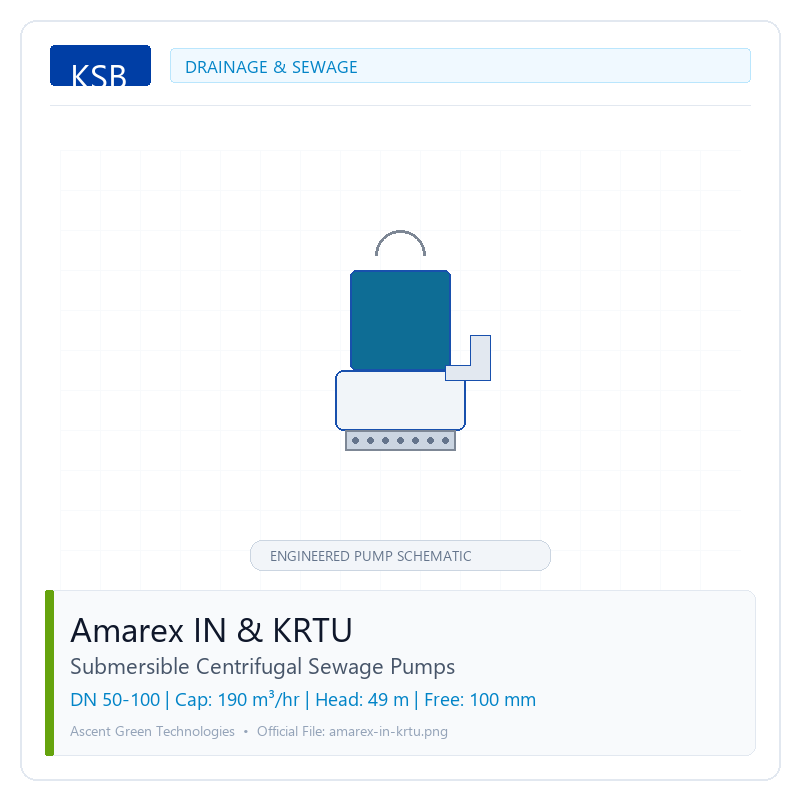 KSB
DRAINAGE & SEWAGE
ENGINEERED PUMP SCHEMATIC
Amarex IN & KRTU
Submersible Centrifugal Sewage Pumps
DN 50-100 | Cap: 190 m³/hr | Head: 49 m | Free: 100 mm
Ascent Green Technologies • Official File: amarex-in-krtu.png